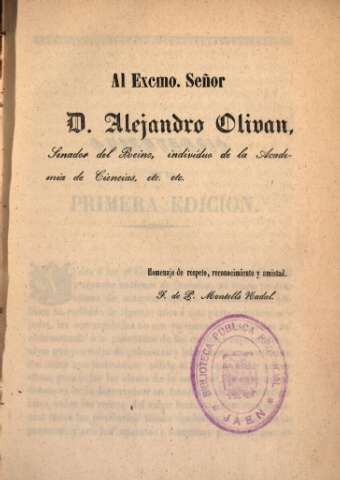 Al Excmo. Señor
D. Alejandro Olivan,
Senador del Reino, individuo de la Acade-
mia de Ciencias, etc. etc.
PRIMERA EDICION.
Homenaje de respeto, reconocimiento y amistad.
F. de P. Montells Nadal.
BIBLIOTECA PÚBLICA
JAEN